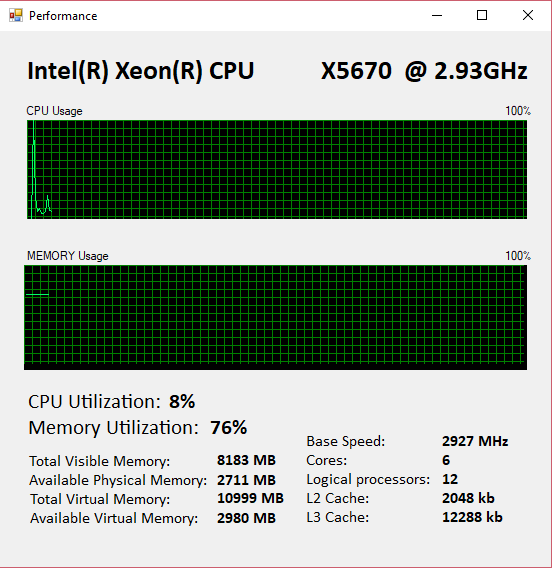 Performance
Intel(R) Xeon(R) CPU X5670 @ 2.93GHz
CPU Usage 100%
MEMORY Usage 100%
CPU Utilization: 8%
Memory Utilization: 76%
Total Visible Memory: 8183 MB
Available Physical Memory: 2711 MB
Total Virtual Memory: 10999 MB
Available Virtual Memory: 2980 MB
Base Speed: 2927 MHz
Cores: 6
Logical processors: 12
L2 Cache: 2048 kb
L3 Cache: 12288 kb